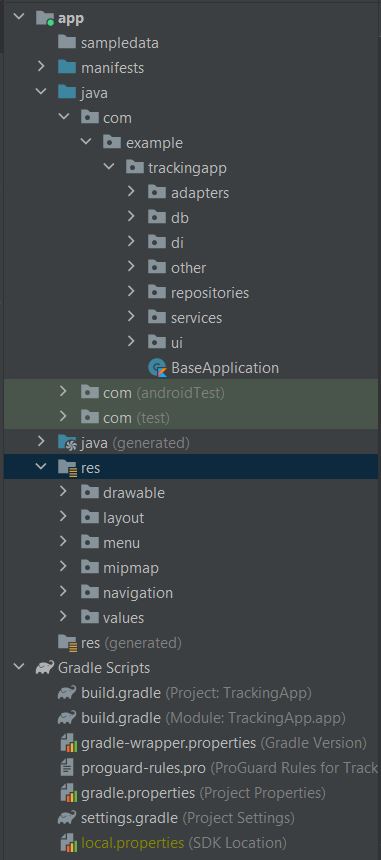 app
sampledata
manifests
java
com
example
trackingapp
adapters
db
di
other
repositories
services
ui
BaseApplication
com (androidTest)
com (test)
java (generated)
res
drawable
layout
menu
mipmap
navigation
values
res (generated)
Gradle Scripts
build.gradle (Project: TrackingApp)
build.gradle (Module: TrackingApp.app)
gradle-wrapper.properties (Gradle Version)
proguard-rules.pro (ProGuard Rules for Track
gradle.properties (Project Properties)
settings.gradle (Project Settings)
local.properties (SDK Location)